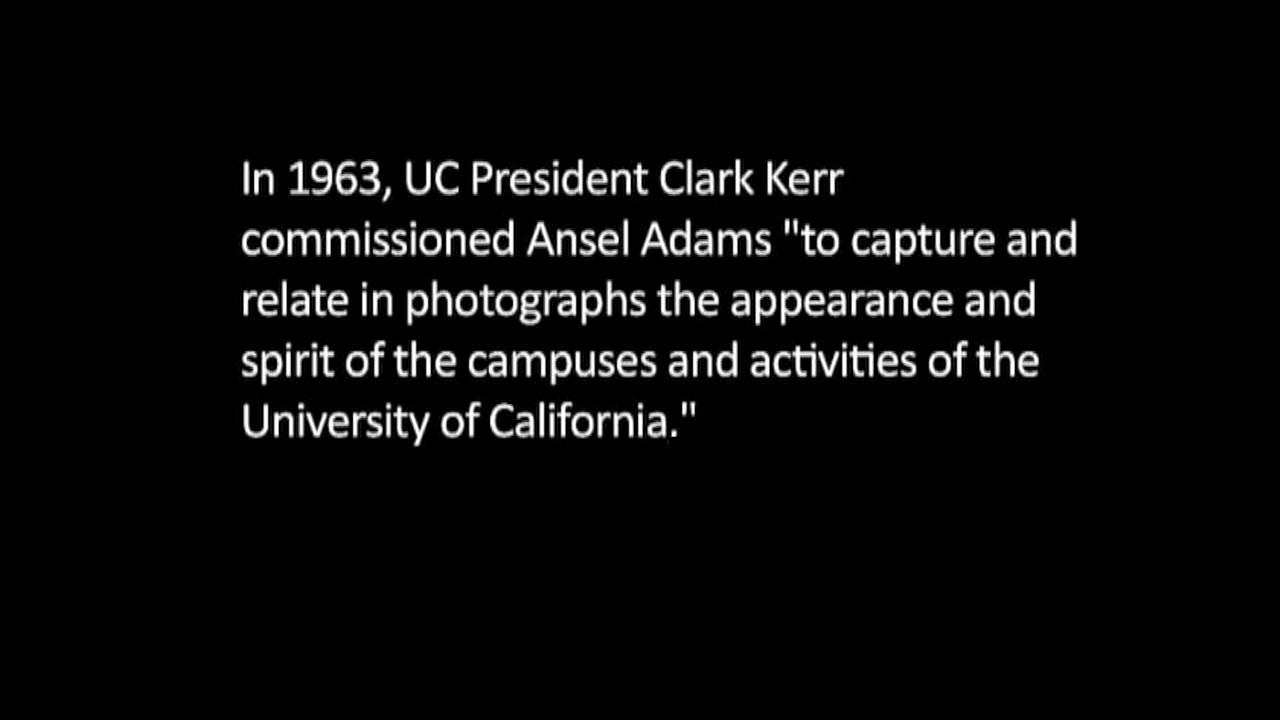 In 1963, UC President Clark Kerr
commissioned Ansel Adams "to capture and
relate in photographs the appearance and
spirit of the campuses and activities of the
University of California."